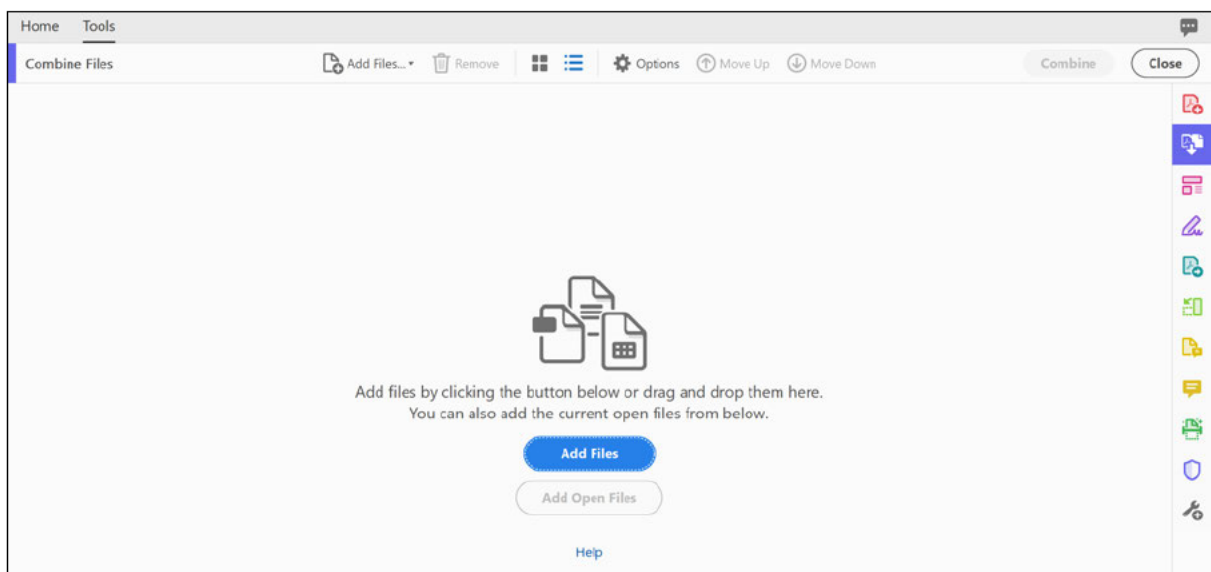 Home Tools
Combine Files Add Files... Remove Options Move Up Move Down Combine Close
Add files by clicking the button below or drag and drop them here.
You can also add the current open files from below.
Add Files
Add Open Files
Help